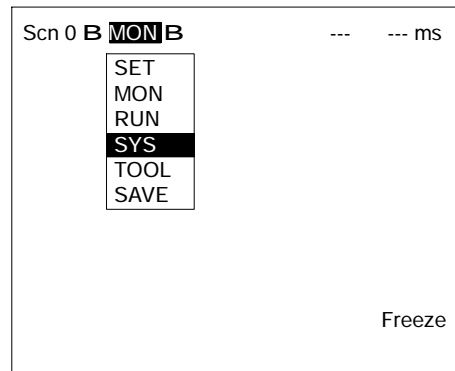 Scn 0 B MON B --- --- ms
SET
MON
RUN
SYS
TOOL
SAVE
Freeze